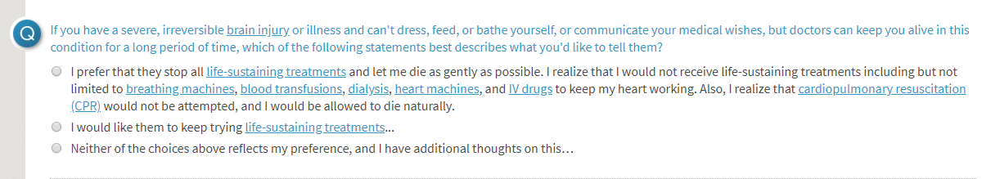 Q
If you have a severe, irreversible brain injury or illness and can't dress, feed, or bathe yourself, or communicate your medical wishes, but doctors can keep you alive in this
condition for a long period of time, which of the following statements best describes what you'd like to tell them?
I prefer that they stop all life-sustaining treatments and let me die as gently as possible. I realize that I would not receive life-sustaining treatments including but not
limited to breathing machines, blood transfusions, dialysis, heart machines, and IV drugs to keep my heart working. Also, I realize that cardiopulmonary resuscitation
(CPR) would not be attempted, and I would be allowed to die naturally.
I would like them to keep trying life-sustaining treatments...
Neither of the choices above reflects my preference, and I have additional thoughts on this…